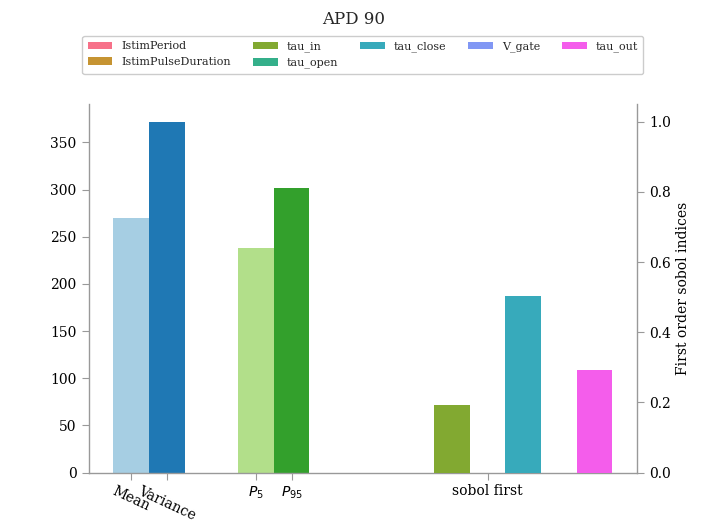 APD 90
IstimPeriod tau_in tau_close V_gate tau_out
IstimPulseDuration tau_open
350
300
250
200
150
100
50
0
1.0
0.8
0.6
0.4
0.2
0.0
First order sobol indices
Mean
Variance
P5
P95
sobol first